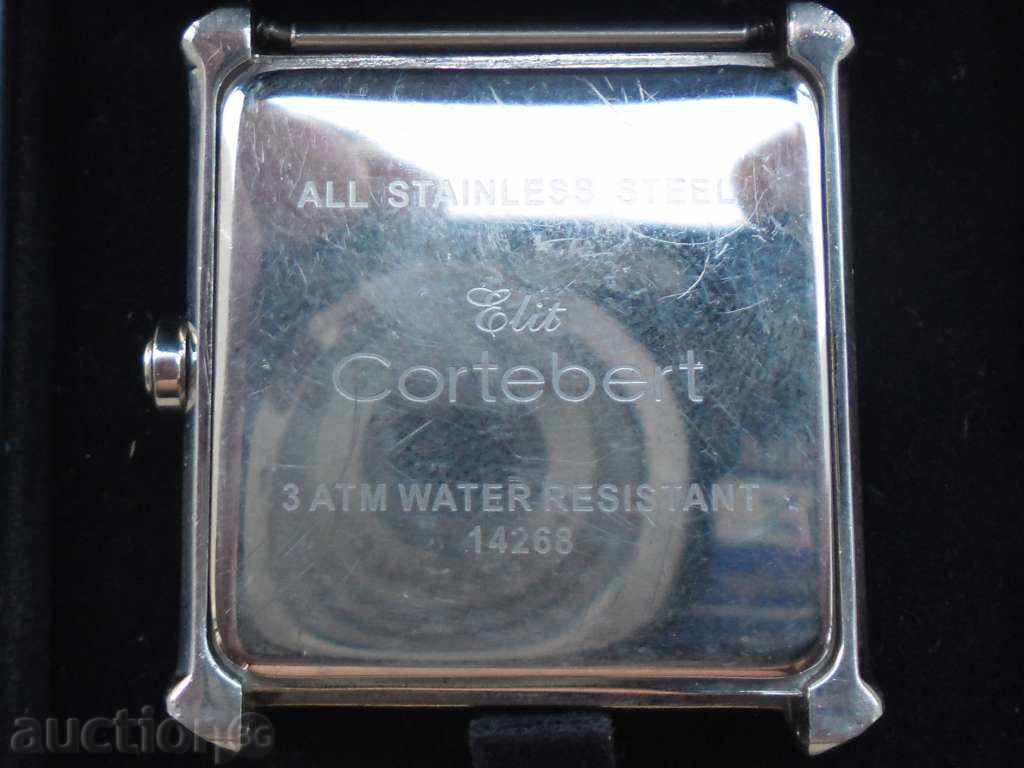 ALL STAINLESS STEEL
Elit
Cortebert
3 ATM WATER RESISTANT
14268
auction BG